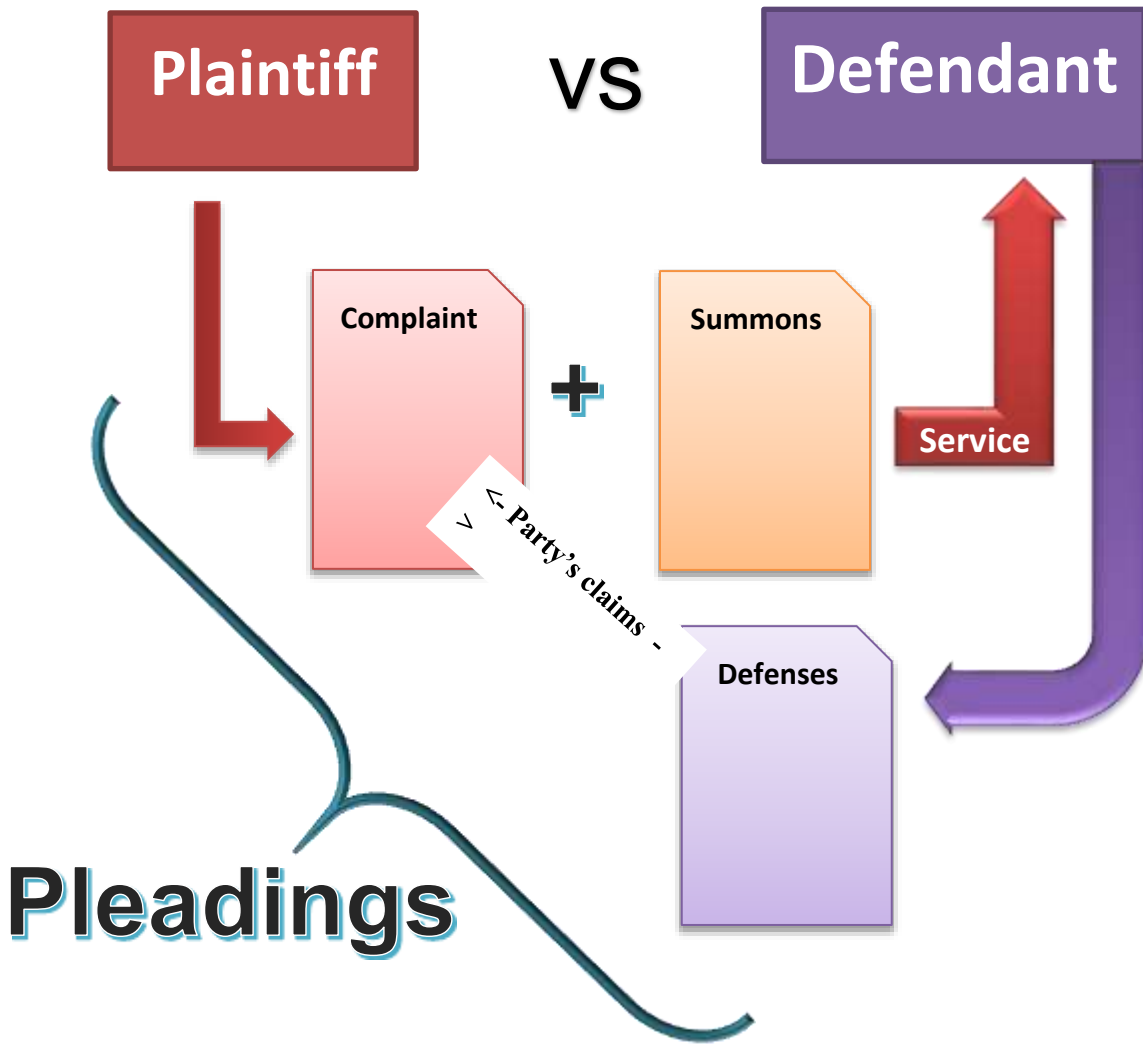 Plaintiff
vs
Defendant
Complaint
+
Summons
Service
<- Party’s claims -
>
Defenses
Pleadings